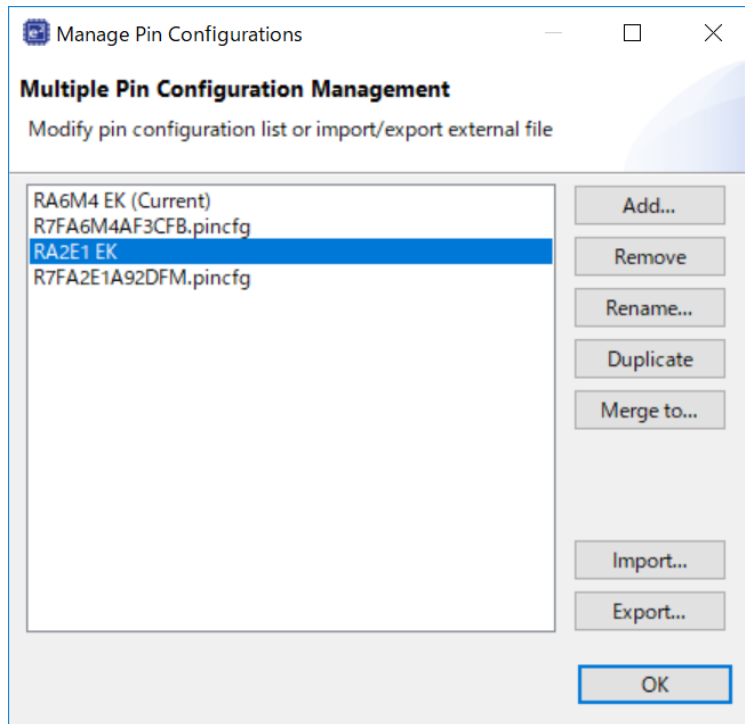 Manage Pin Configurations
Multiple Pin Configuration Management
Modify pin configuration list or import/export external file
RA6M4 EK (Current)
R7FA6M4AF3CFB.pincfg
RA2E1 EK
R7FA2E1A92DFM.pincfg
Add...
Remove
Rename...
Duplicate
Merge to...
Import...
Export...
OK